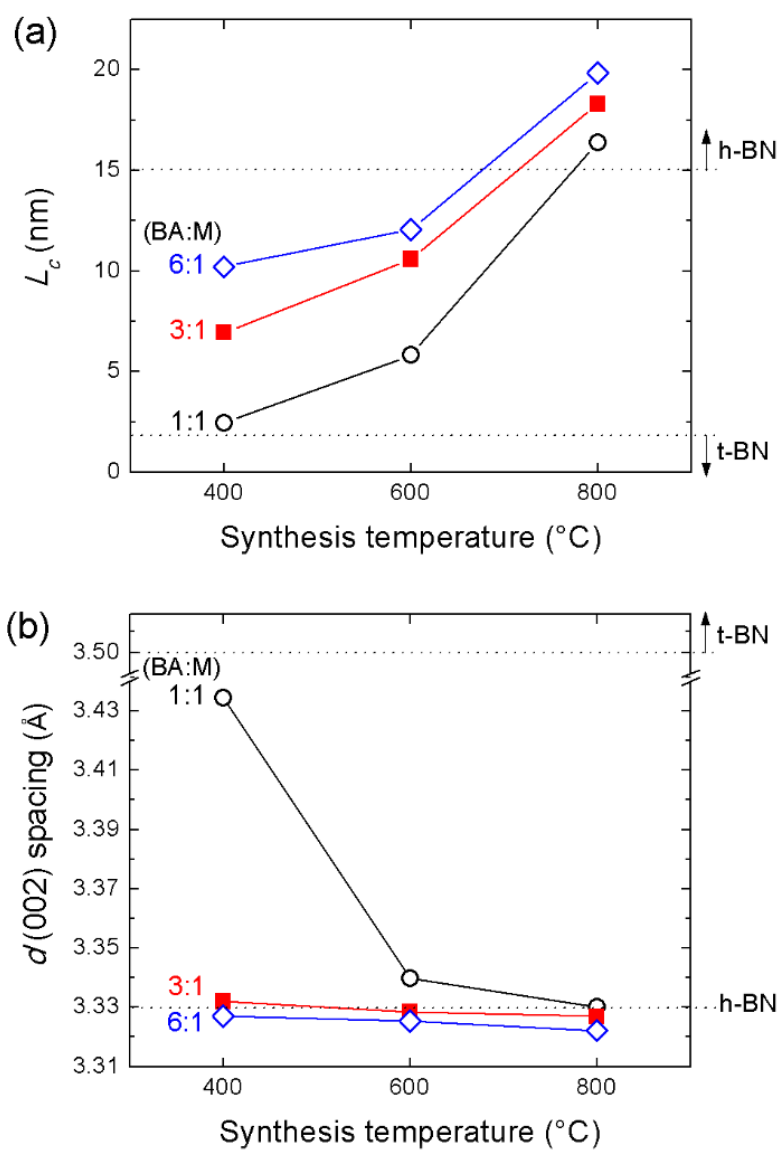 (a)
20
15
10
5
0
L_c (nm)
(BA:M)
6:1
3:1
1:1
h-BN
t-BN
400
600
800
Synthesis temperature (°C)
(b)
3.50
3.43
3.41
3.39
3.37
3.35
3.33
3.31
d (002) spacing (Å)
(BA:M)
1:1
3:1
6:1
t-BN
h-BN
400
600
800
Synthesis temperature (°C)